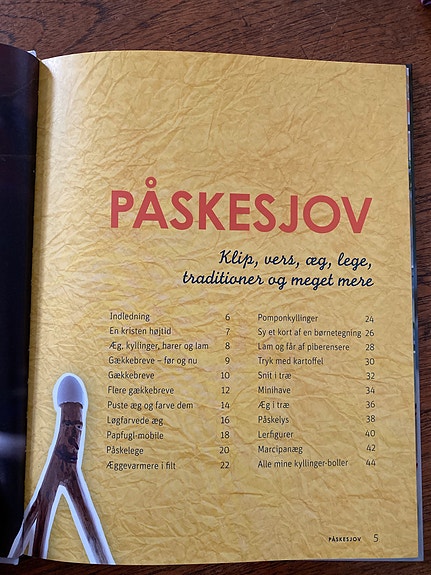 PÅSKESJOV
Klip, vers, æg, lege,
traditioner og meget mere
Indledning 6
En kristen højtid 7
Æg, kyllinger, harer og lam 8
Gækkebreve – før og nu 9
Gækkebreve 10
Flere gækkebreve 12
Puste æg og farve dem 14
Løgfarvede æg 16
Papfugl-mobile 18
Påskelege 20
Æggevarmere i filt 22
Pomponkyllinger 24
Sy et kort af en børnetegning 26
Lam og får af piberensere 28
Tryk med kartoffel 30
Snit i træ 32
Minihave 34
Æg i træ 36
Påskelys 38
Lerfigurer 40
Marcipanæg 42
Alle mine kyllinger-boller 44
PÅSKESJOV 5